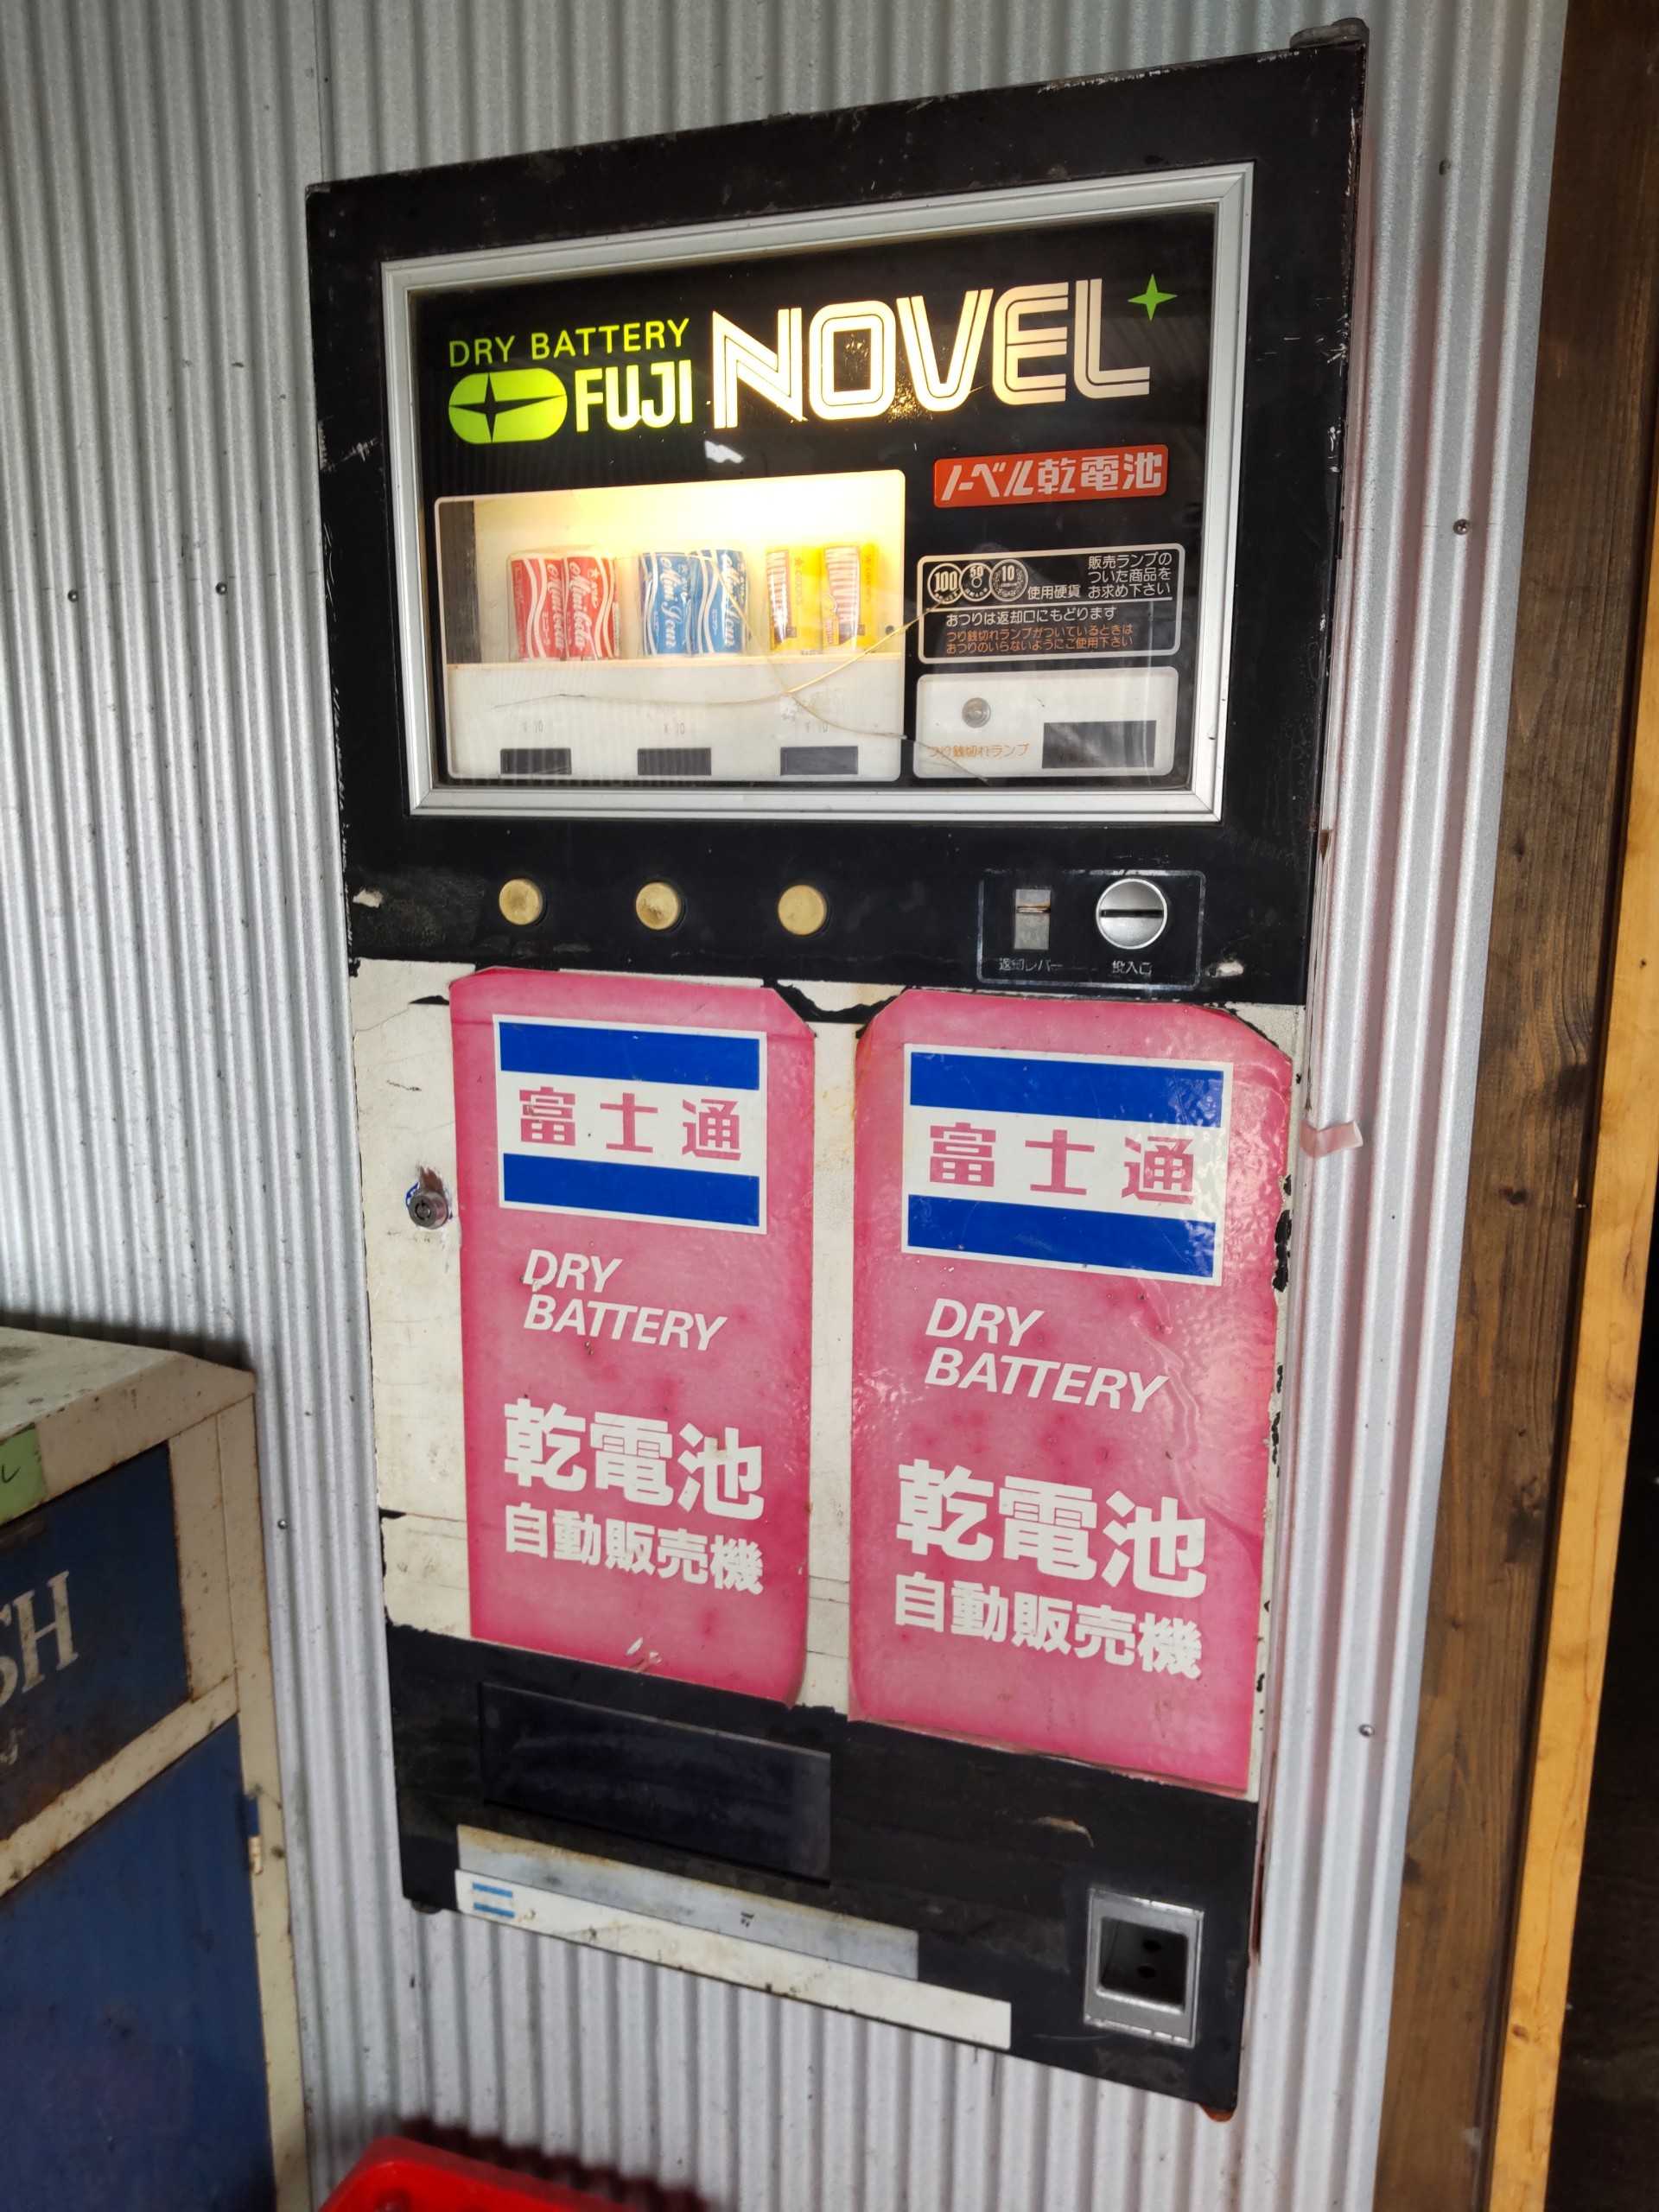 DRY BATTERY
FUJI
NOVEL
ノーベル乾電池
100 50 10
使用硬貨
販売ランプの
ついた商品を
お求め下さい
おつりは返却口にもどります
つり銭切れランプがついているときは
おつりのいらないようにご使用下さい
¥10
¥10
¥10
つり銭切れランプ
返却レバー
投入口
富士通
DRY
BATTERY
乾電池
自動販売機
富士通
DRY
BATTERY
乾電池
自動販売機
SH